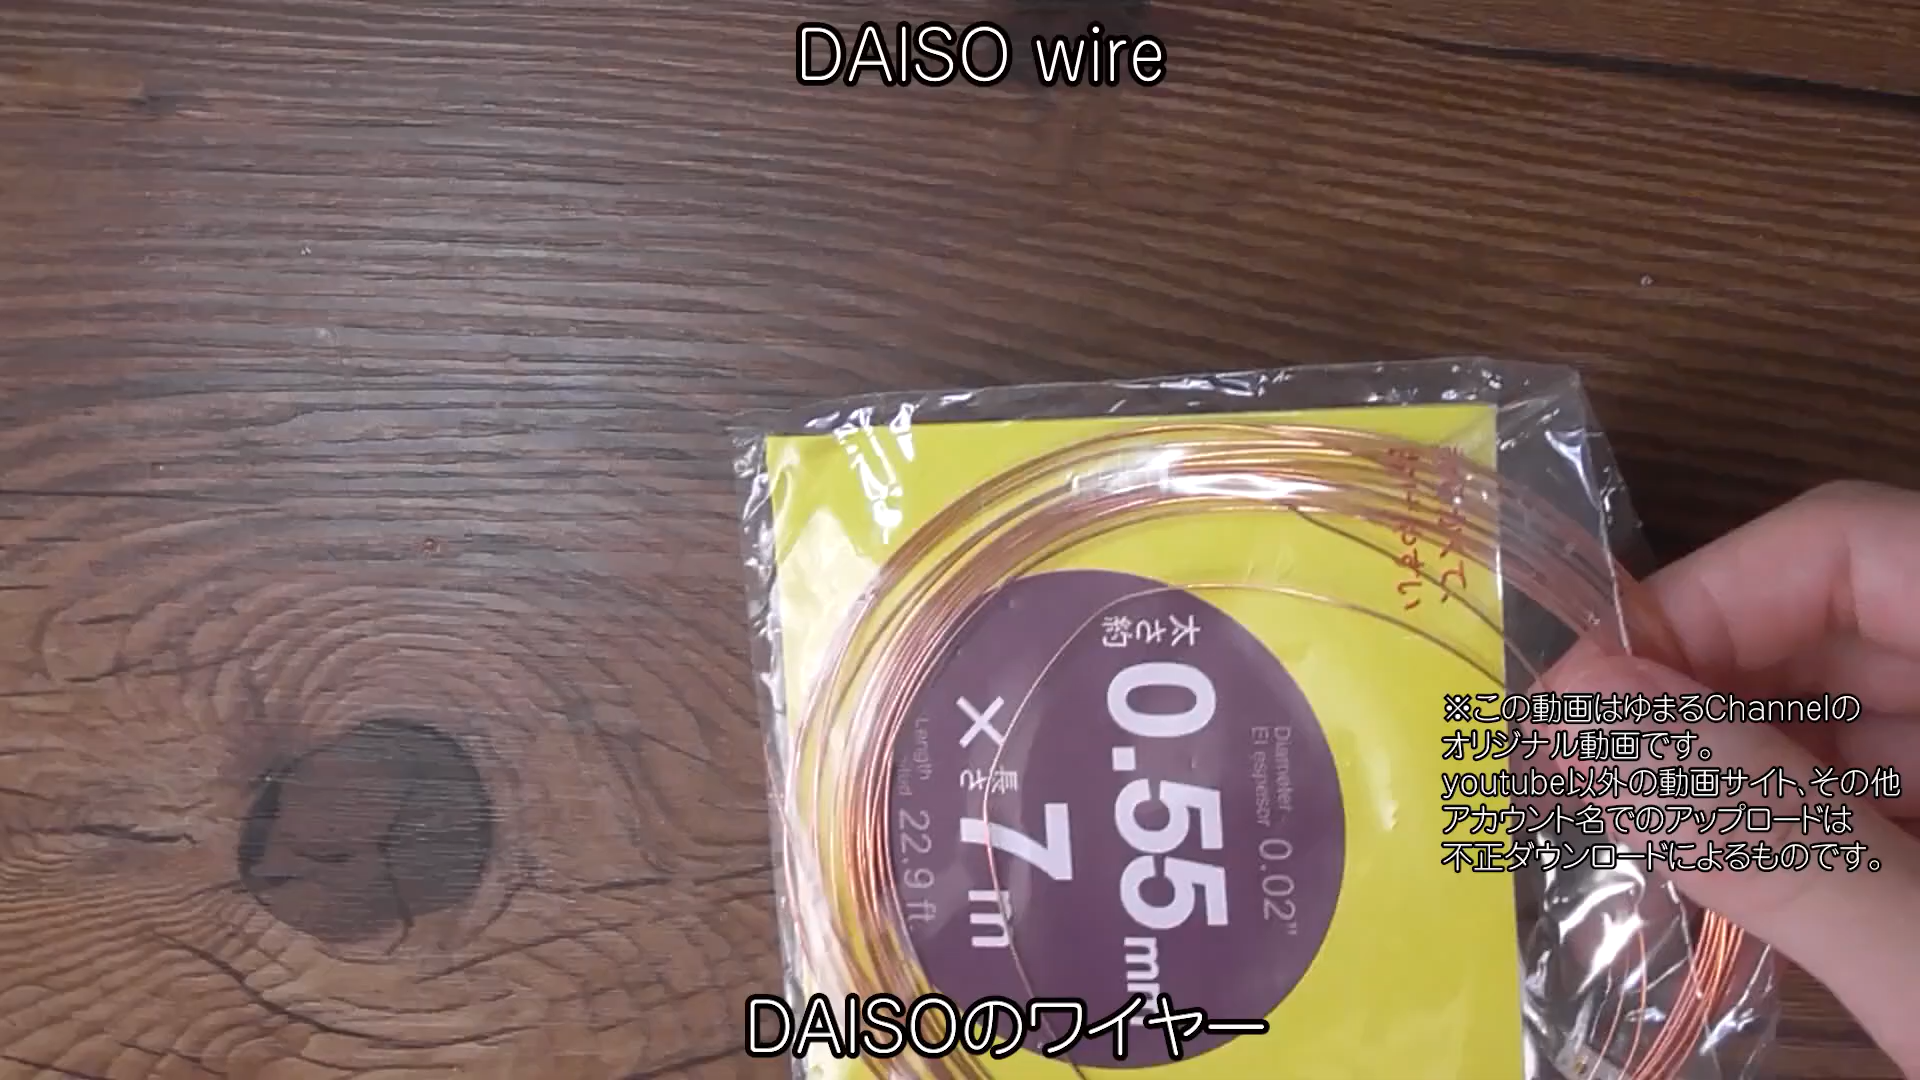 DAISO wire
太さ約
0.55mm
Diameter
El espesor 0.02"
×長さ7m
Length
22.9 ft.
※この動画はゆまるChannelの
オリジナル動画です。
youtube以外の動画サイト、その他
アカウント名でのアップロードは
不正ダウンロードによるものです。
DAISOのワイヤー